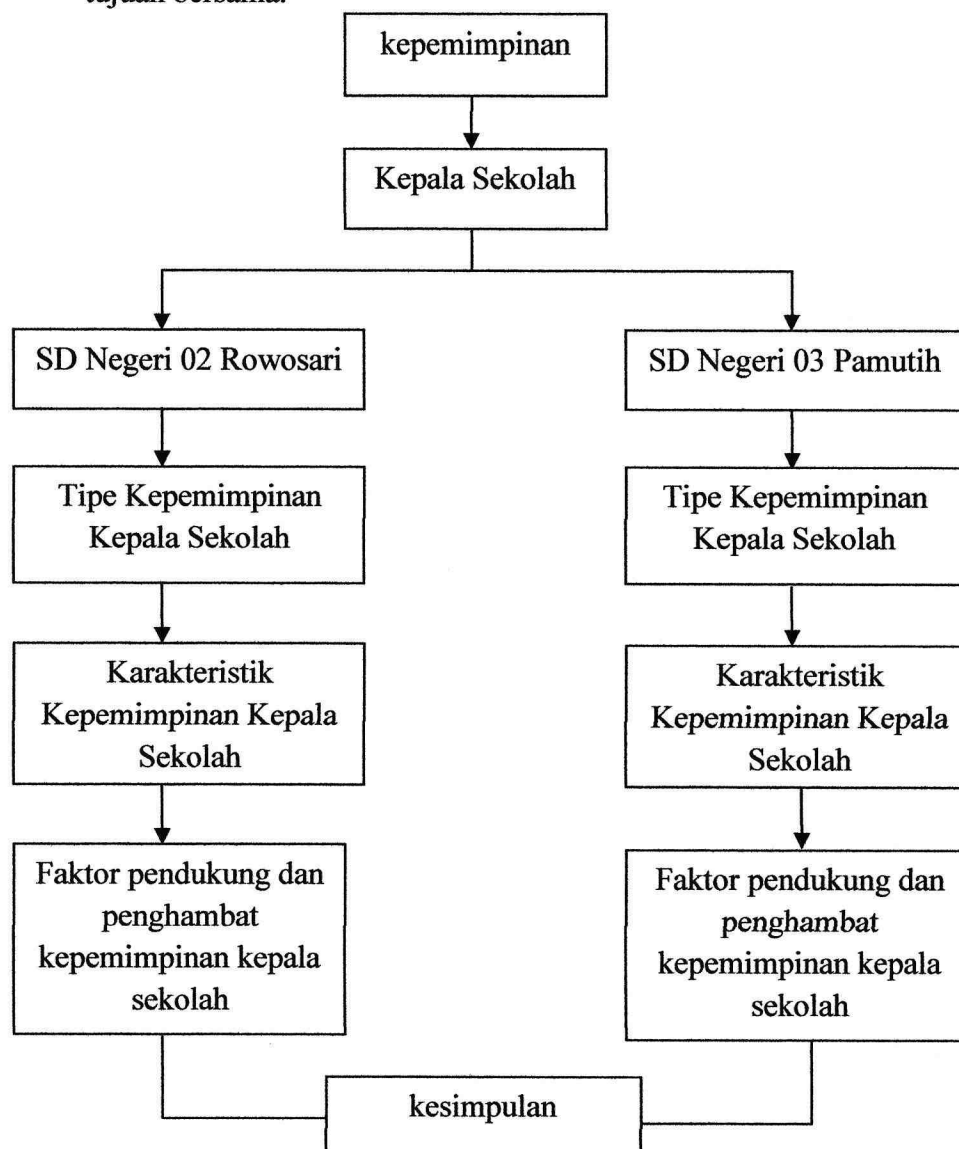 tujuan bersama.
kepemimpinan
Kepala Sekolah
SD Negeri 02 Rowosari
SD Negeri 03 Pamutih
Tipe Kepemimpinan
Kepala Sekolah
Tipe Kepemimpinan
Kepala Sekolah
Karakteristik
Kepemimpinan Kepala
Sekolah
Karakteristik
Kepemimpinan Kepala
Sekolah
Faktor pendukung dan
penghambat
kepemimpinan kepala
sekolah
Faktor pendukung dan
penghambat
kepemimpinan kepala
sekolah
kesimpulan